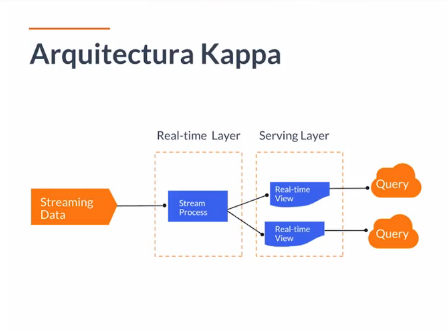 Arquitectura Kappa
Real-time Layer
Serving Layer
Streaming
Data
Stream
Process
Real-time
View
Real-time
View
Query
Query